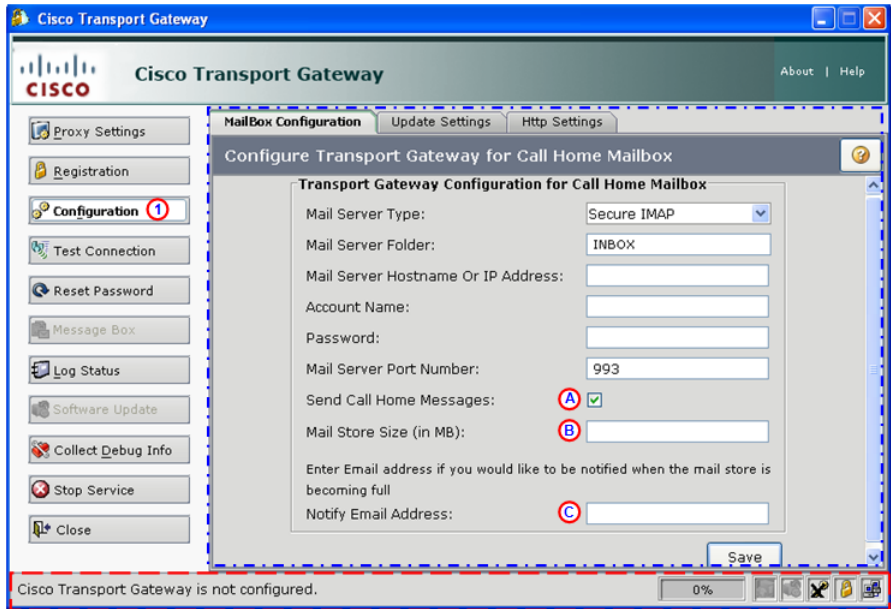 Cisco Transport Gateway
CISCO
Cisco Transport Gateway
About | Help
Proxy Settings
Registration
Configuration 1
Test Connection
Reset Password
Message Box
Log Status
Software Update
Collect Debug Info
Stop Service
Close
MailBox Configuration
Update Settings
Http Settings
Configure Transport Gateway for Call Home Mailbox
?
Transport Gateway Configuration for Call Home Mailbox
Mail Server Type: Secure IMAP
Mail Server Folder: INBOX
Mail Server Hostname Or IP Address:
Account Name:
Password:
Mail Server Port Number: 993
Send Call Home Messages: A
Mail Store Size (in MB): B
Enter Email address if you would like to be notified when the mail store is
becoming full
Notify Email Address: C
Save
Cisco Transport Gateway is not configured.
0%